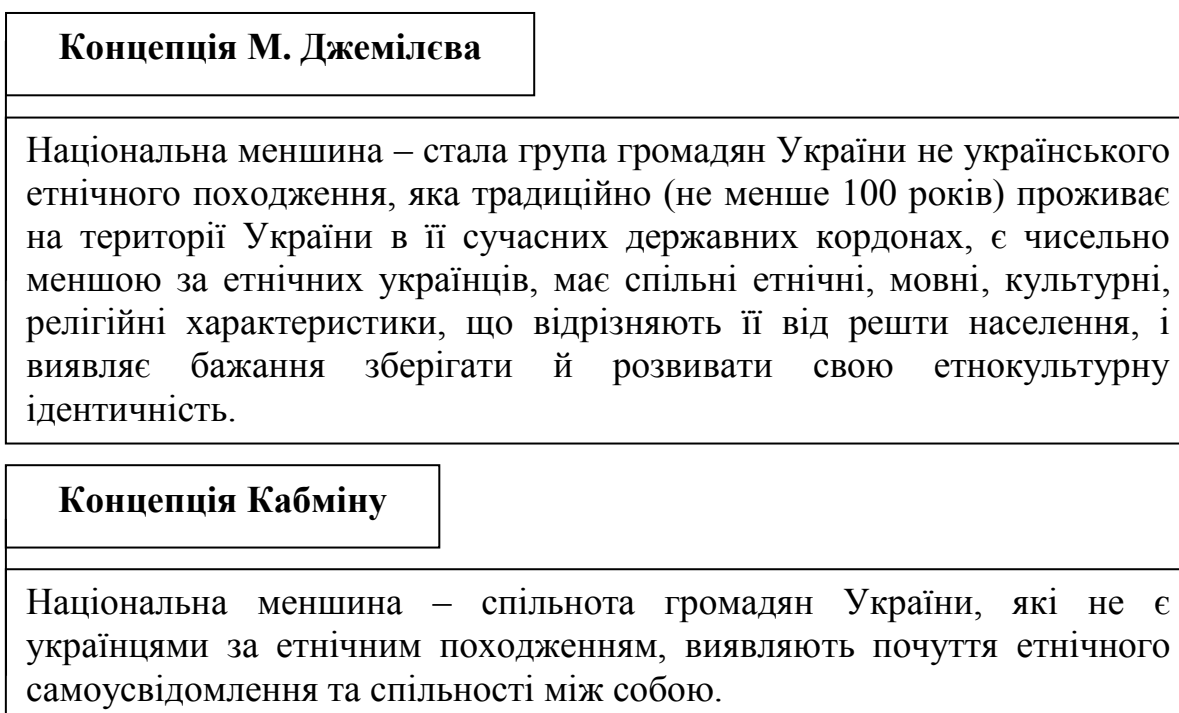 Концепція М. Джемілєва
Національна меншина – стала група громадян України не українського
етнічного походження, яка традиційно (не менше 100 років) проживає
на території України в її сучасних державних кордонах, є чисельно
меншою за етнічних українців, має спільні етнічні, мовні, культурні,
релігійні характеристики, що відрізняють її від решти населення, і
виявляє бажання зберігати й розвивати свою етнокультурну
ідентичність.
Концепція Кабміну
Національна меншина – спільнота громадян України, які не є
українцями за етнічним походженням, виявляють почуття етнічного
самоусвідомлення та спільності між собою.